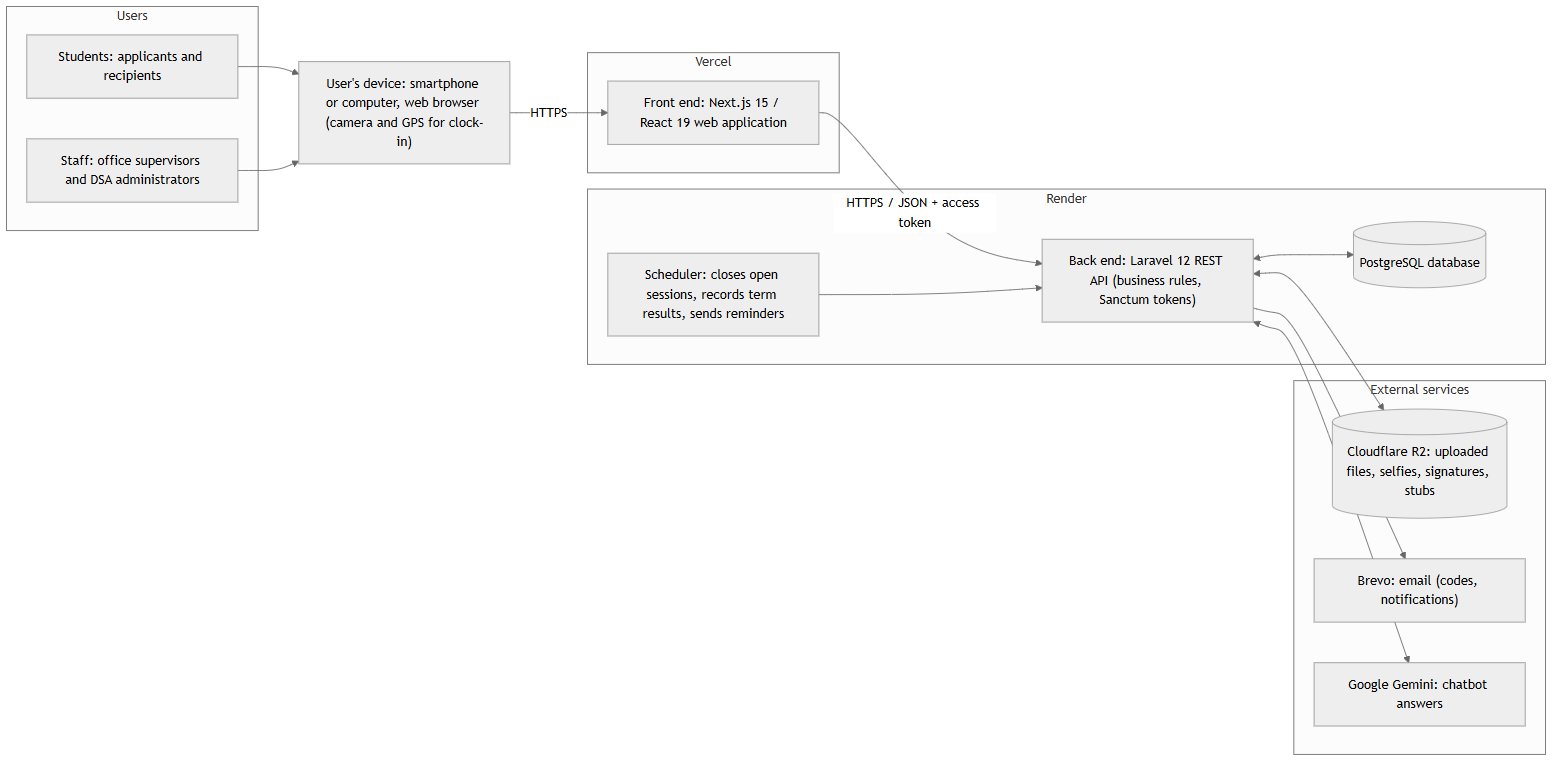 Users
Students: applicants and
recipients
Staff: office supervisors
and DSA administrators
User's device: smartphone
or computer, web browser
(camera and GPS for clock-
in)
HTTPS
Vercel
Front end: Next.js 15 /
React 19 web application
HTTPS / JSON + access
token
Render
Scheduler: closes open
sessions, records term
results, sends reminders
Back end: Laravel 12 REST
API (business rules,
Sanctum tokens)
PostgreSQL database
External services
Cloudflare R2: uploaded
files, selfies, signatures,
stubs
Brevo: email (codes,
notifications)
Google Gemini: chatbot
answers